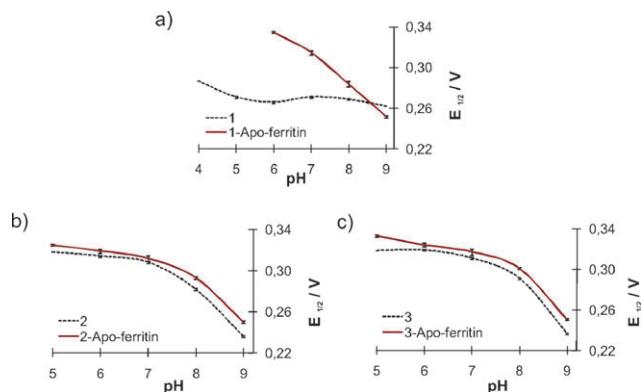 a)
0,34
0,30
0,26
0,22
E 1/2 / V
1
1-Apo-ferritin
4 5 6 7 8 9
pH
b)
0,34
0,30
0,26
0,22
E 1/2 / V
2
2-Apo-ferritin
5 6 7 8 9
pH
c)
0,34
0,30
0,26
0,22
E 1/2 / V
3
3-Apo-ferritin
5 6 7 8 9
pH